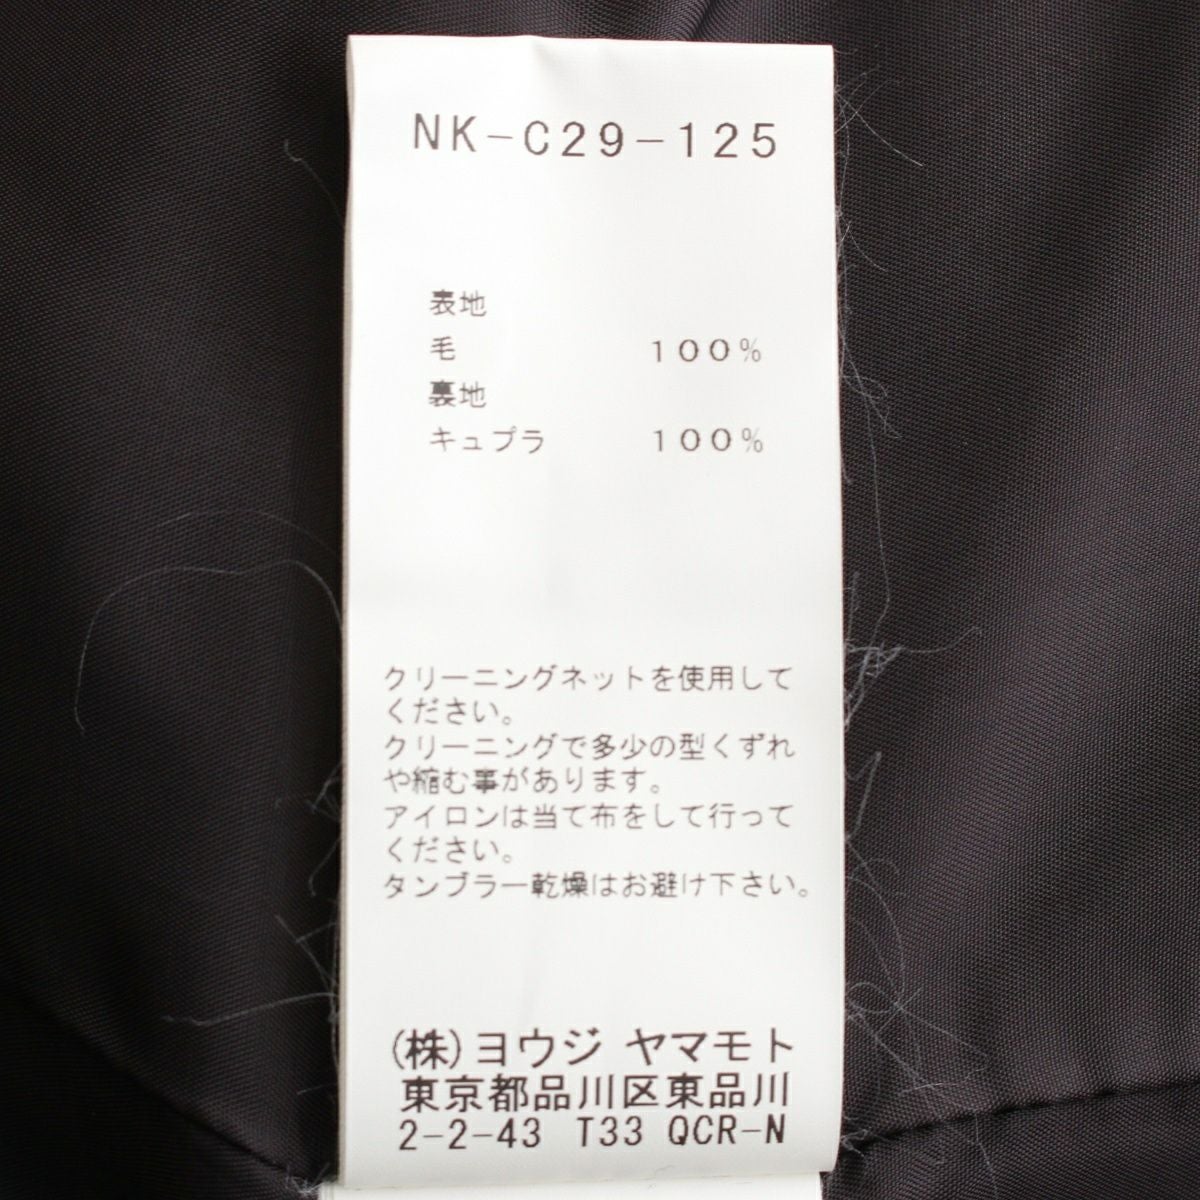 NK-C29-125
表地
毛 100%
裏地
キュプラ 100%
クリーニングネットを使用して
ください。
クリーニングで多少の型くずれ
や縮む事があります。
アイロンは当て布をして行って
ください。
タンブラー乾燥はお避け下さい。
(株)ヨウジ ヤマモト
東京都品川区東品川
2-2-43 T33 QCR-N